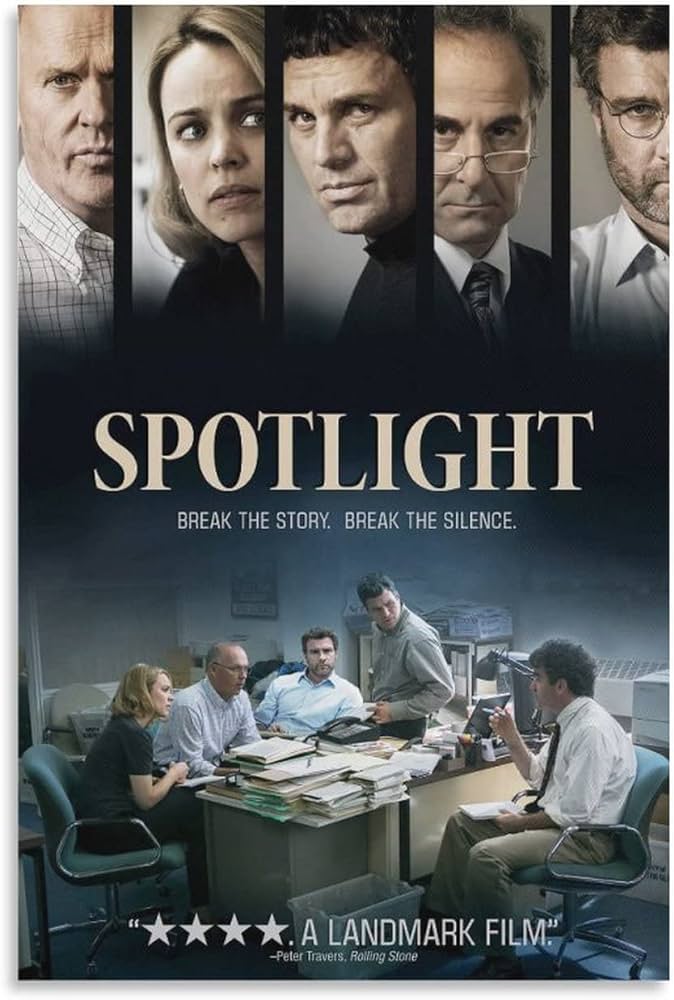 SPOTLIGHT
BREAK THE STORY. BREAK THE SILENCE.
“★★★★. A LANDMARK FILM.”
–Peter Travers, Rolling Stone